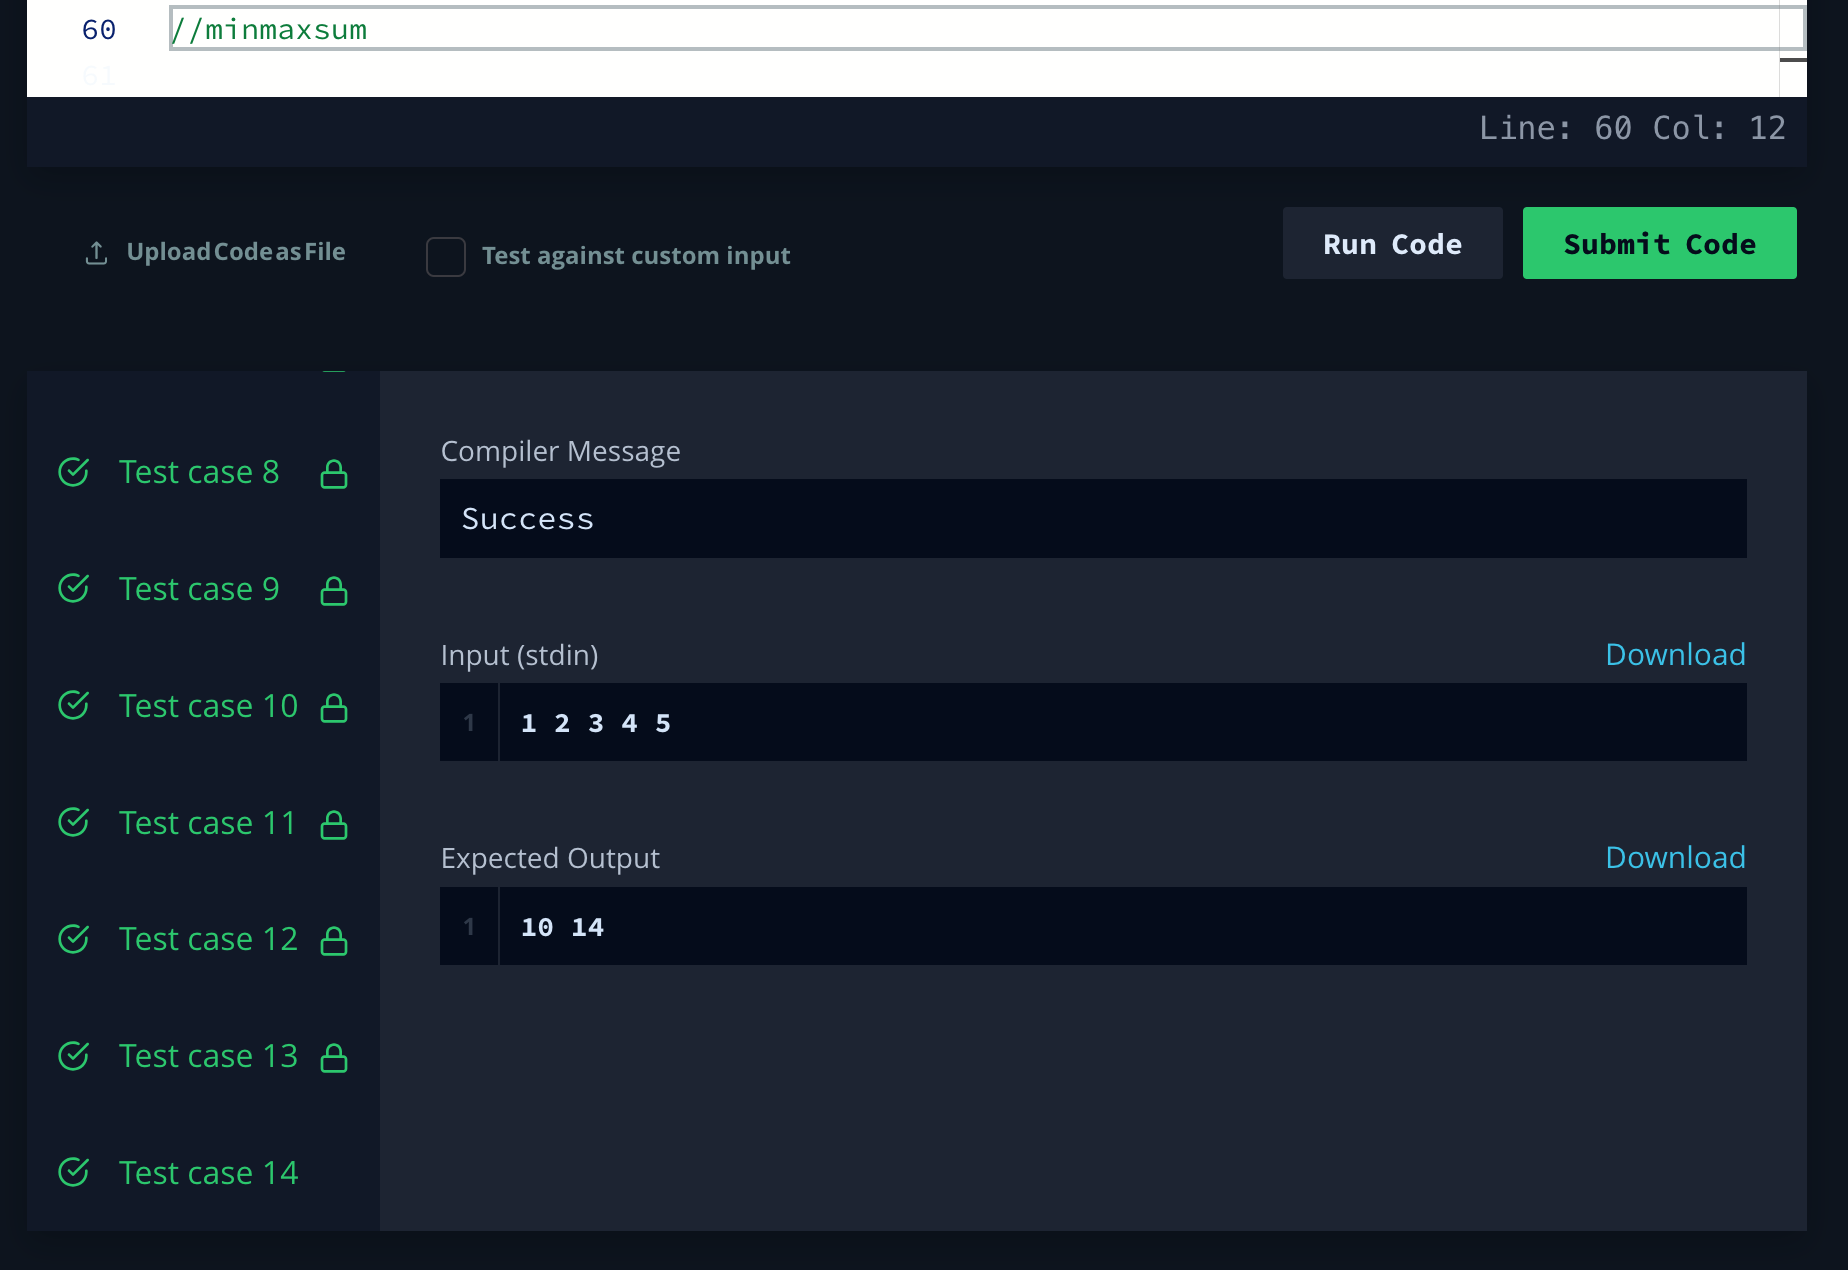 60 //minmaxsum
61
Line: 60 Col: 12
Upload Code as File
Test against custom input
Run Code
Submit Code
Test case 8
Test case 9
Test case 10
Test case 11
Test case 12
Test case 13
Test case 14
Compiler Message
Success
Input (stdin)
Download
1 1 2 3 4 5
Expected Output
Download
1 10 14